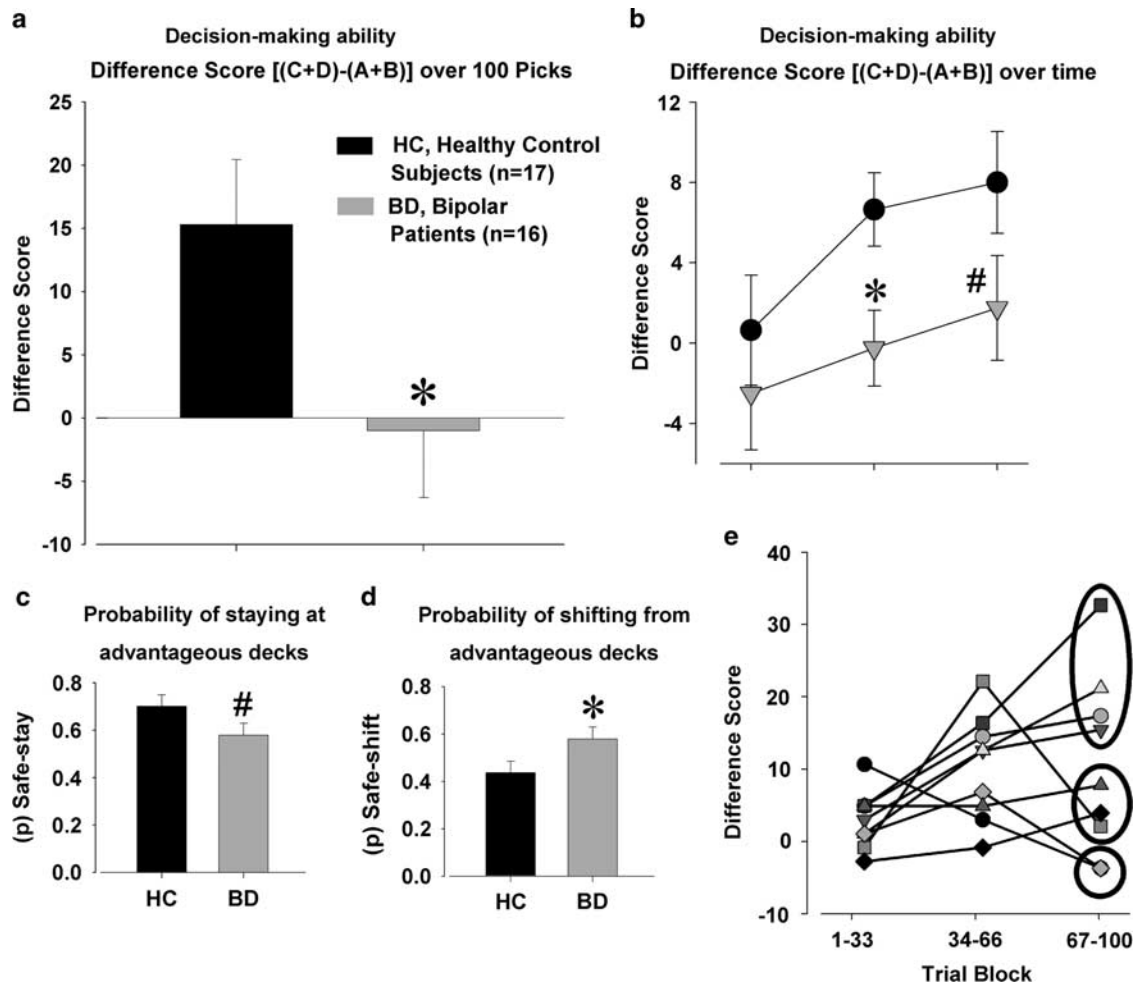 a
Decision-making ability
Difference Score [(C+D)-(A+B)] over 100 Picks
25
20
15
10
5
0
-5
-10
Difference Score
HC, Healthy Control
Subjects (n=17)
BD, Bipolar
Patients (n=16)
*
b
Decision-making ability
Difference Score [(C+D)-(A+B)] over time
12
8
4
0
-4
Difference Score
*
#
c
Probability of staying at
advantageous decks
0.8
0.6
0.4
0.2
0.0
(p) Safe-stay
#
HC BD
d
Probability of shifting from
advantageous decks
0.8
0.6
0.4
0.2
0.0
(p) Safe-shift
*
HC BD
e
40
30
20
10
0
-10
Difference Score
1-33 34-66 67-100
Trial Block